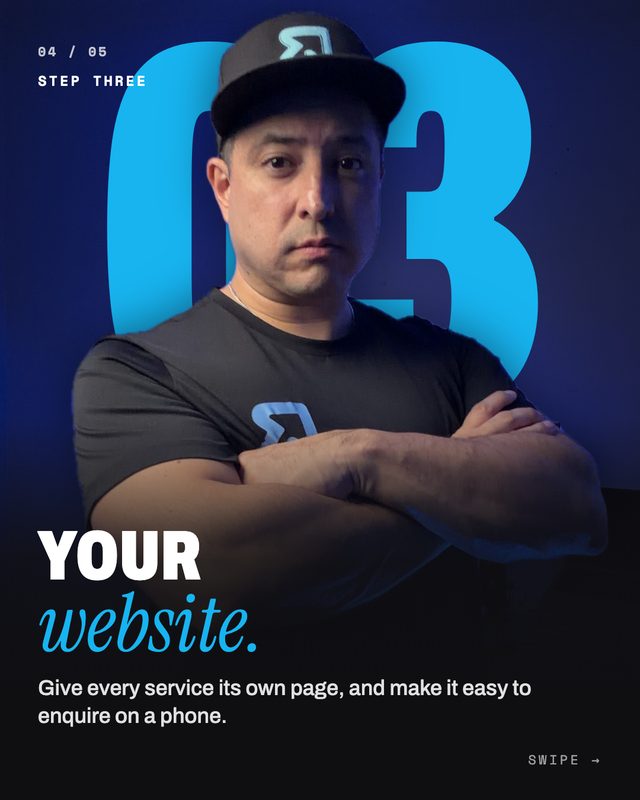 04 / 05
STEP THREE
03
YOUR
website.
Give every service its own page, and make it easy to
enquire on a phone.
SWIPE →